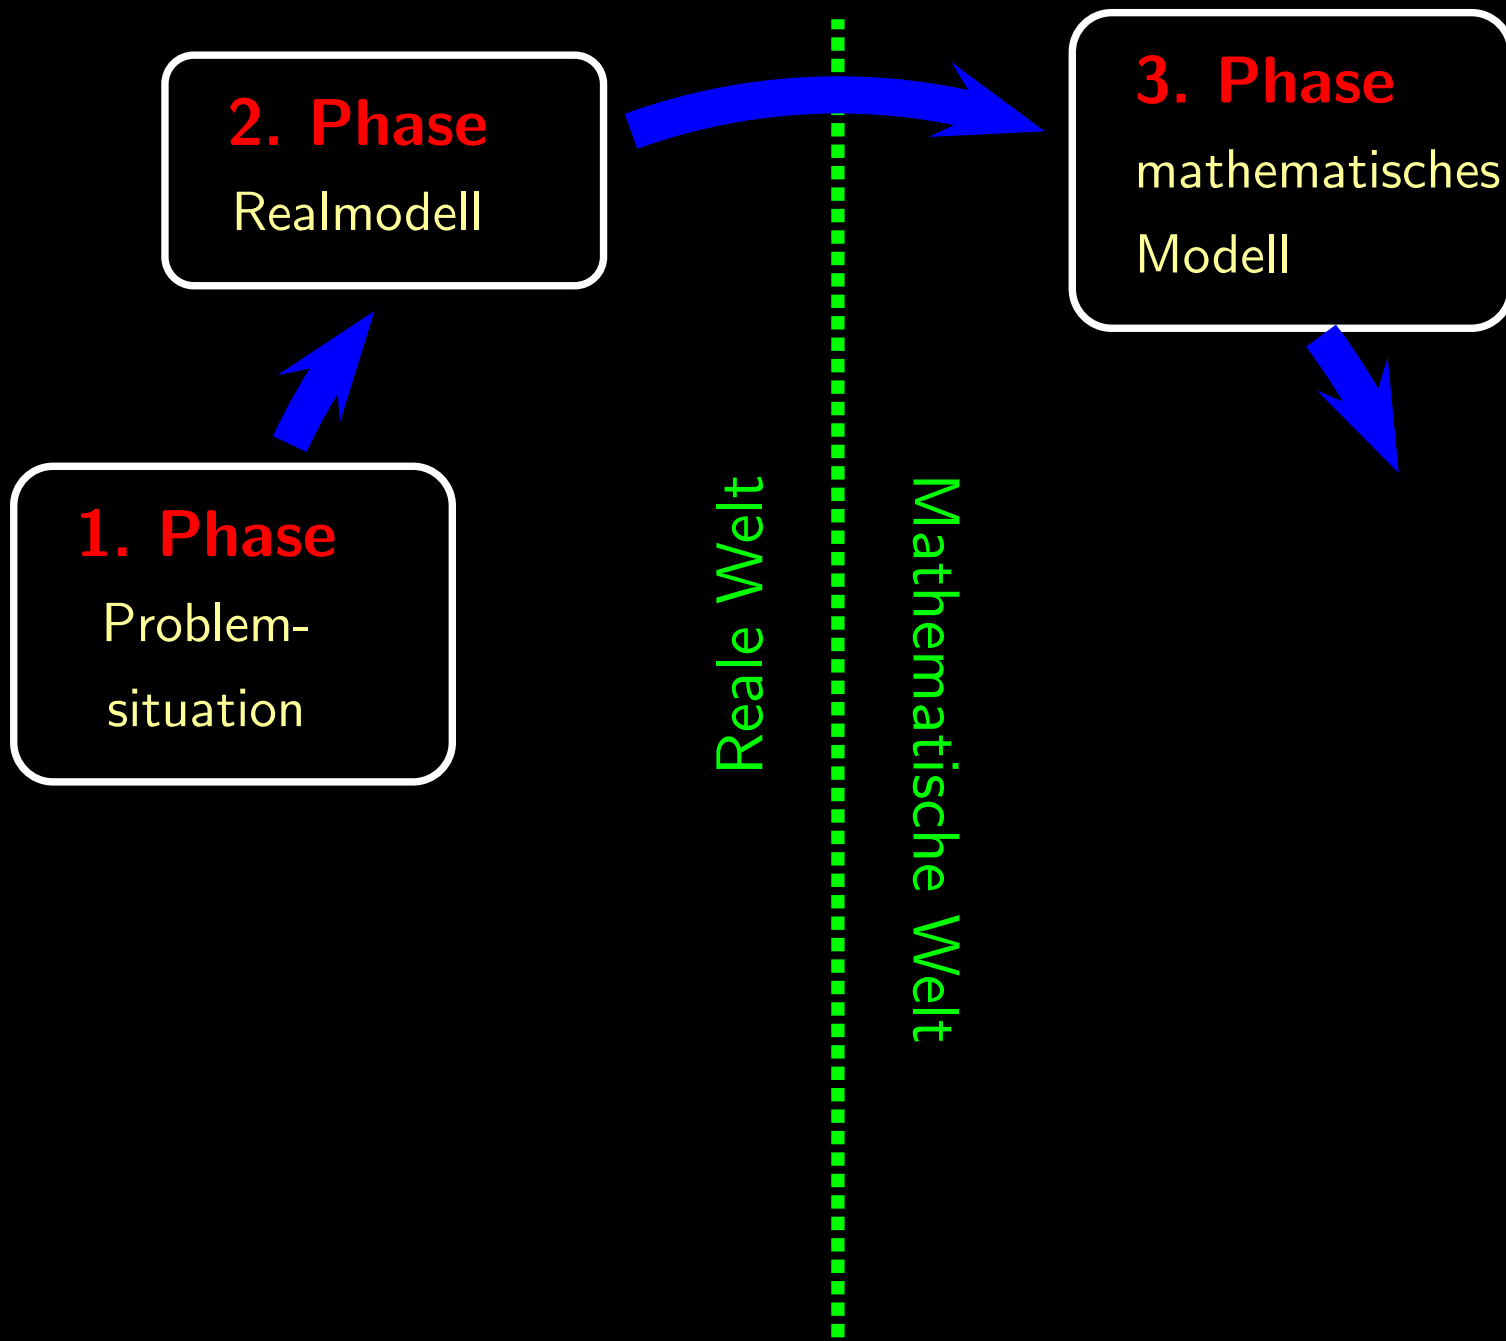 1. Phase
Problem-
situation
2. Phase
Realmodell
3. Phase
mathematisches
Modell
Reale Welt
Mathematische Welt